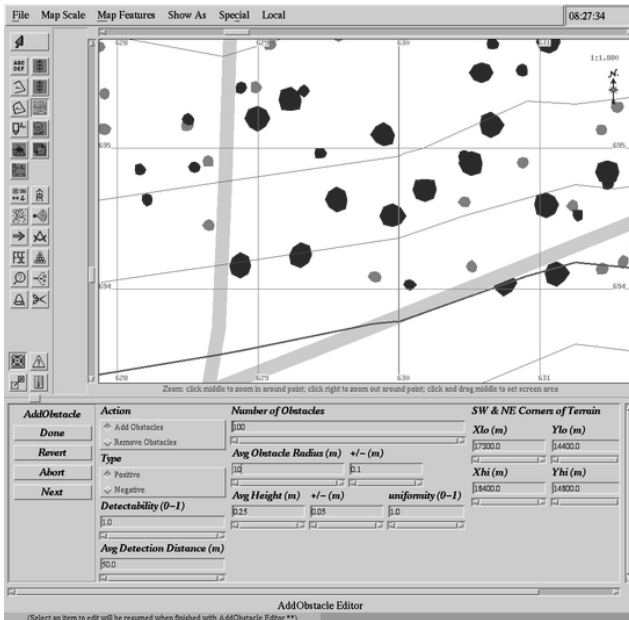 File Map Scale Map Features Show As Special Local 08:27:34
628 629 630 631
1:1,000
N
ABC
DEF
695 695
FSE
694 694
628 629 630 631
Zoom: click middle to zoom in around point; click right to zoom out around point; click and drag middle to set screen area
AddObstacle
Done
Revert
Abort
Next
Action
Add Obstacles
Remove Obstacles
Type
Positive
Negative
Detectability (0-1)
1.0
Avg Detection Distance (m)
50.0
Number of Obstacles
100
Avg Obstacle Radius (m) +/- (m)
10 0.1
Avg Height (m) +/- (m) uniformity (0-1)
0.25 0.05 1.0
SW & NE Corners of Terrain
Xlo (m) Ylo (m)
17300.0 14400.0
Xhi (m) Yhi (m)
18400.0 14800.0
AddObstacle Editor
(Select an item to edit will be resumed when finished with AddObstacle Editor **)